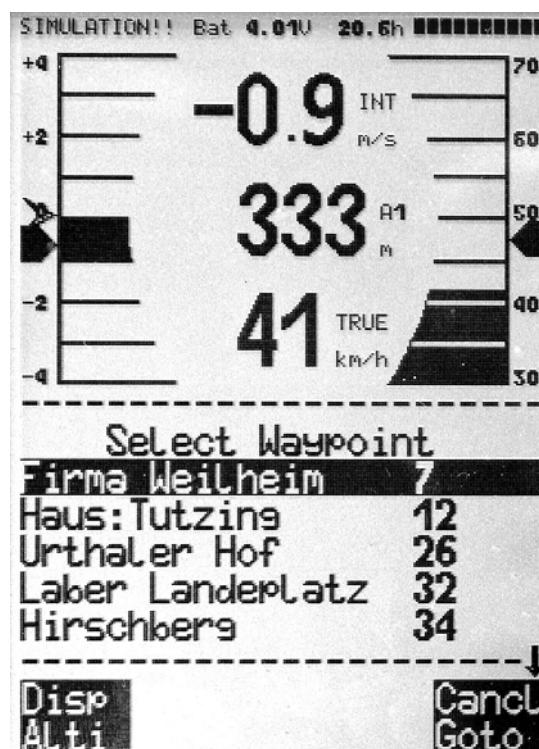 SIMULATION!! Bat 4.01V 20.6h
+4
70
-0.9 INT
m/s
+2
60
0
50
333 A1
m
-2
40
41 TRUE
km/h
-4
30
Select Waypoint
Firma Weilheim 7
Haus:Tutzing 12
Urthaler Hof 26
Laber Landeplatz 32
Hirschberg 34
Disp
Alti
Cancl
Goto